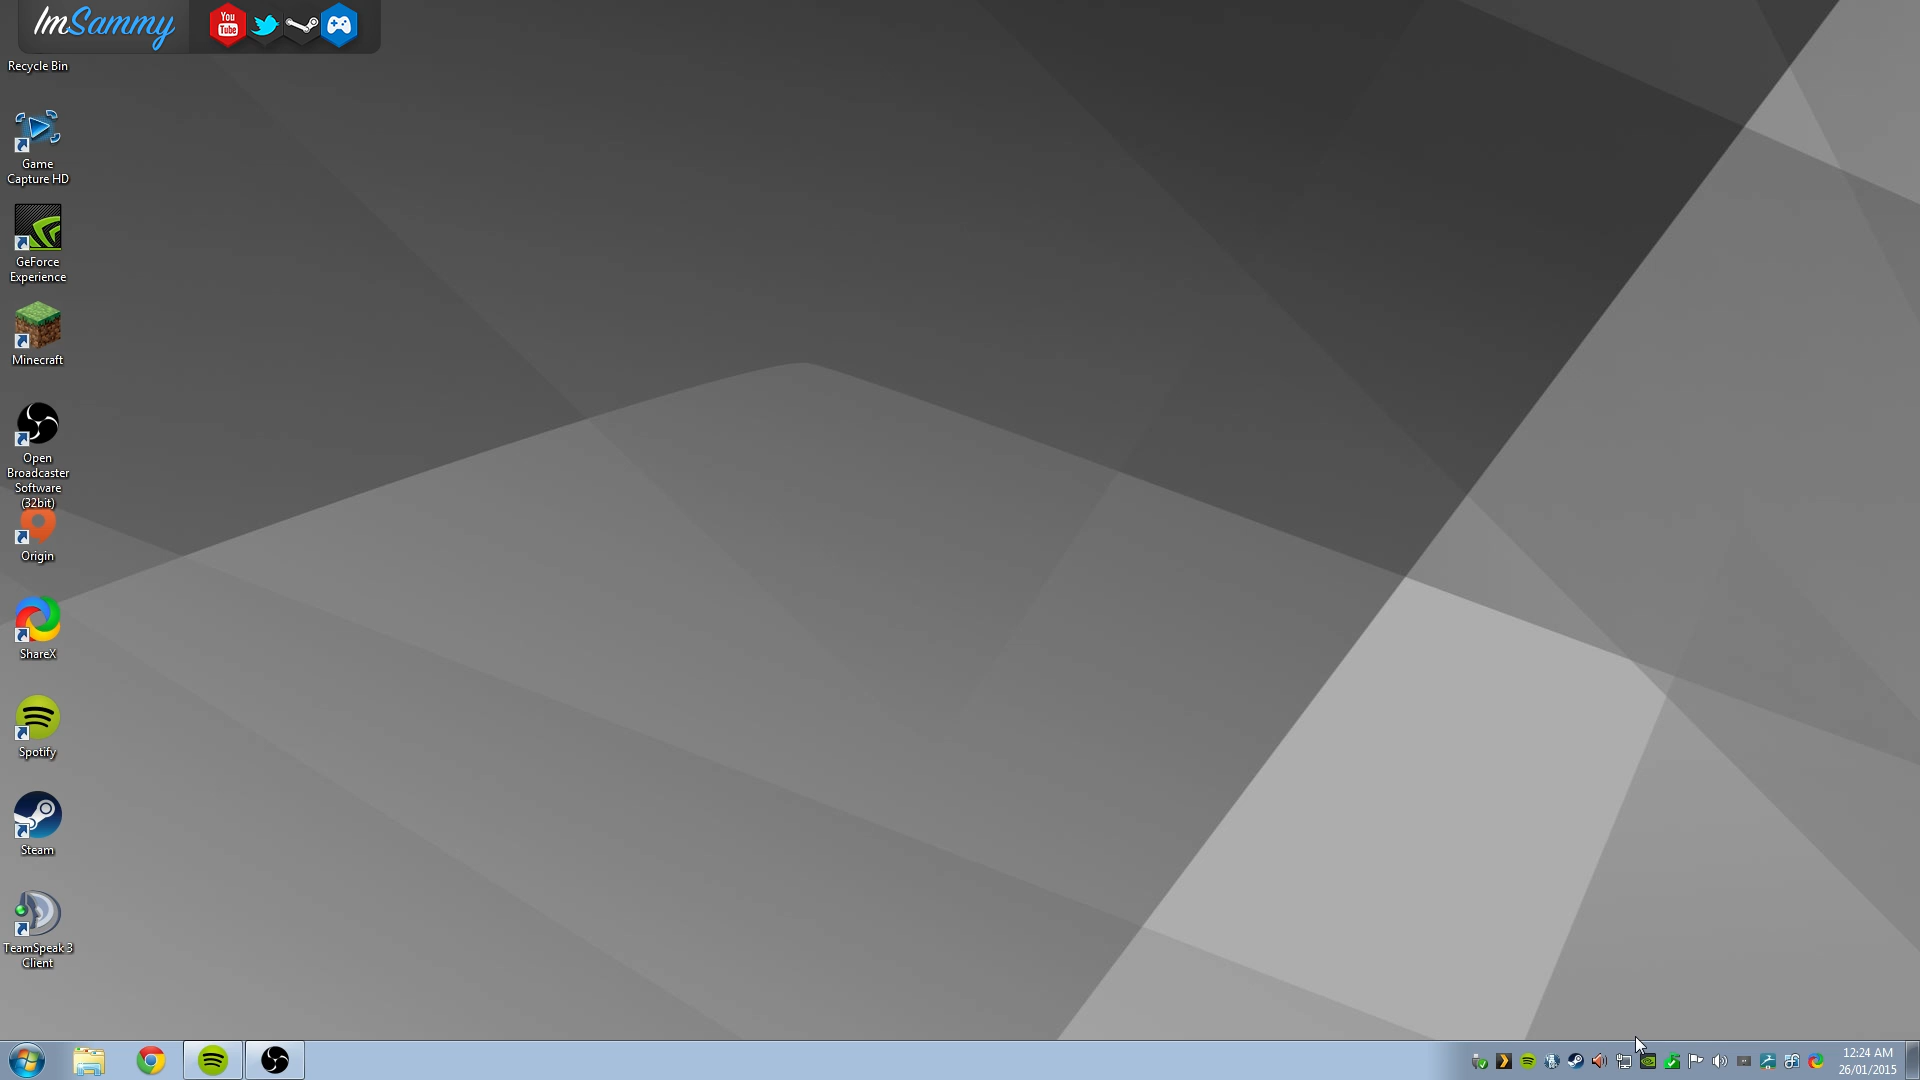 ImSammy
You
Tube
Recycle Bin
Game
Capture HD
GeForce
Experience
Minecraft
Open
Broadcaster
Software
(32bit)
Origin
ShareX
Spotify
Steam
TeamSpeak 3
Client
12:24 AM
26/01/2015